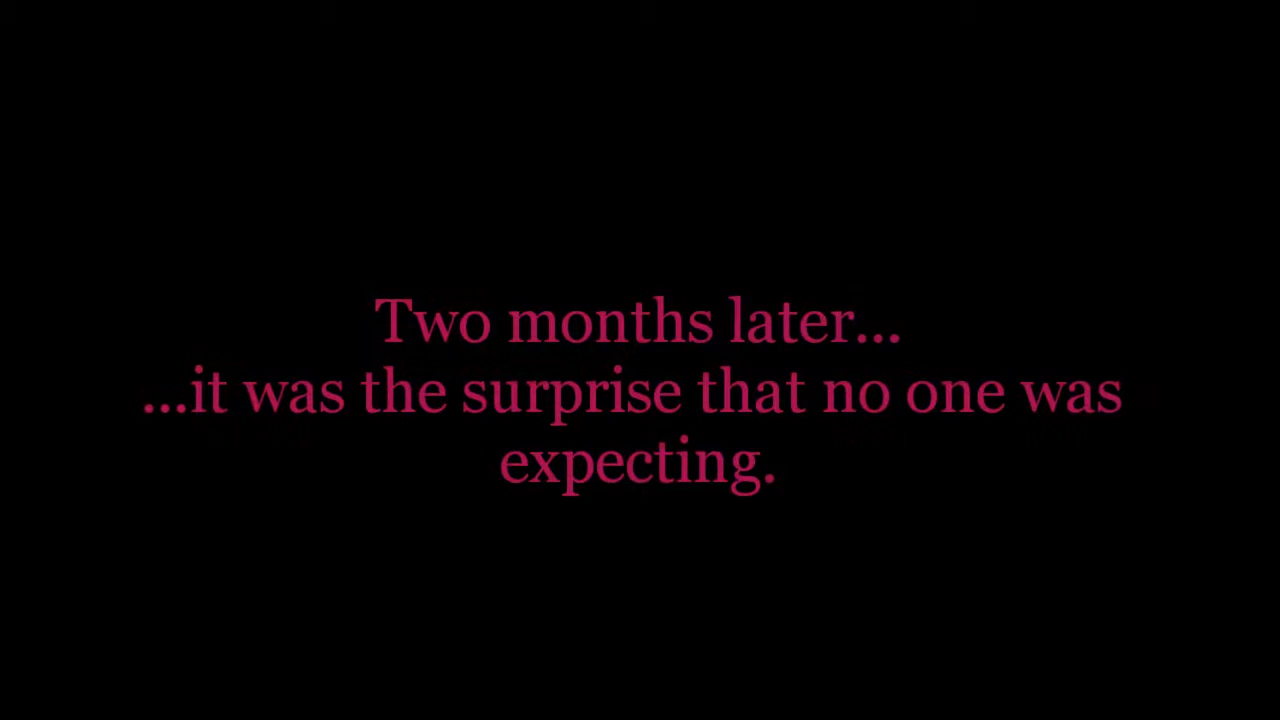 Two months later...
...it was the surprise that no one was
expecting.